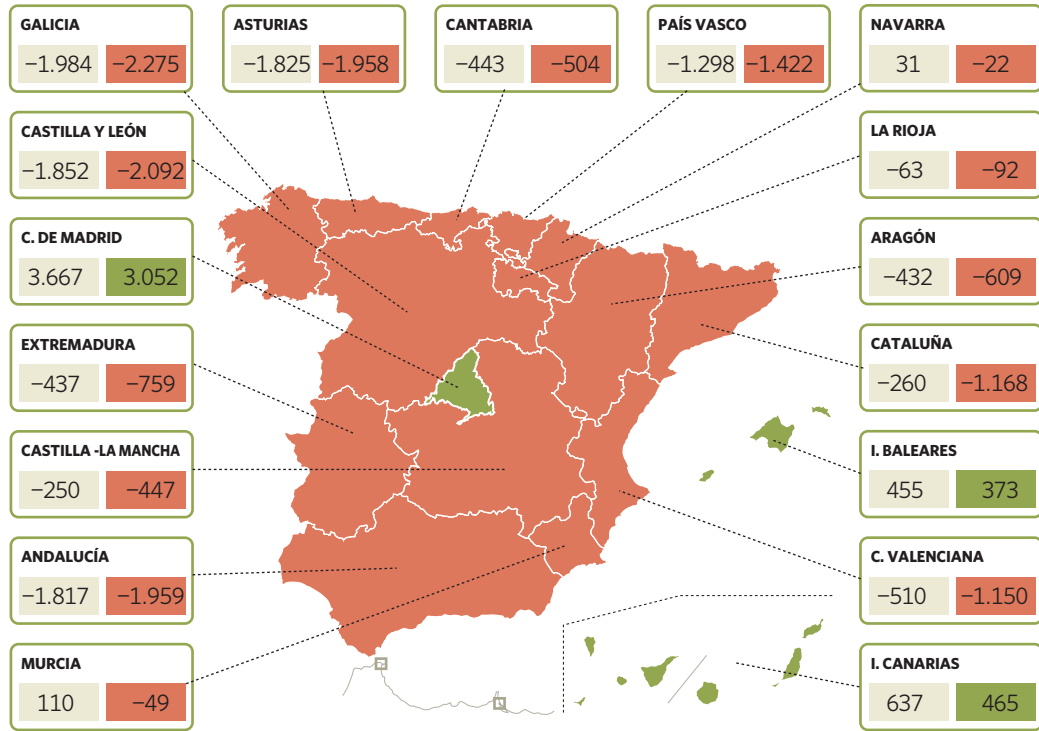 GALICIA
−1.984 −2.275
ASTURIAS
−1.825 −1.958
CANTABRIA
−443 −504
PAÍS VASCO
−1.298 −1.422
NAVARRA
31 −22
CASTILLA Y LEÓN
−1.852 −2.092
LA RIOJA
−63 −92
C. DE MADRID
3.667 3.052
ARAGÓN
−432 −609
EXTREMADURA
−437 −759
CATALUÑA
−260 −1.168
CASTILLA -LA MANCHA
−250 −447
I. BALEARES
455 373
ANDALUCÍA
−1.817 −1.959
C. VALENCIANA
−510 −1.150
MURCIA
110 −49
I. CANARIAS
637 465